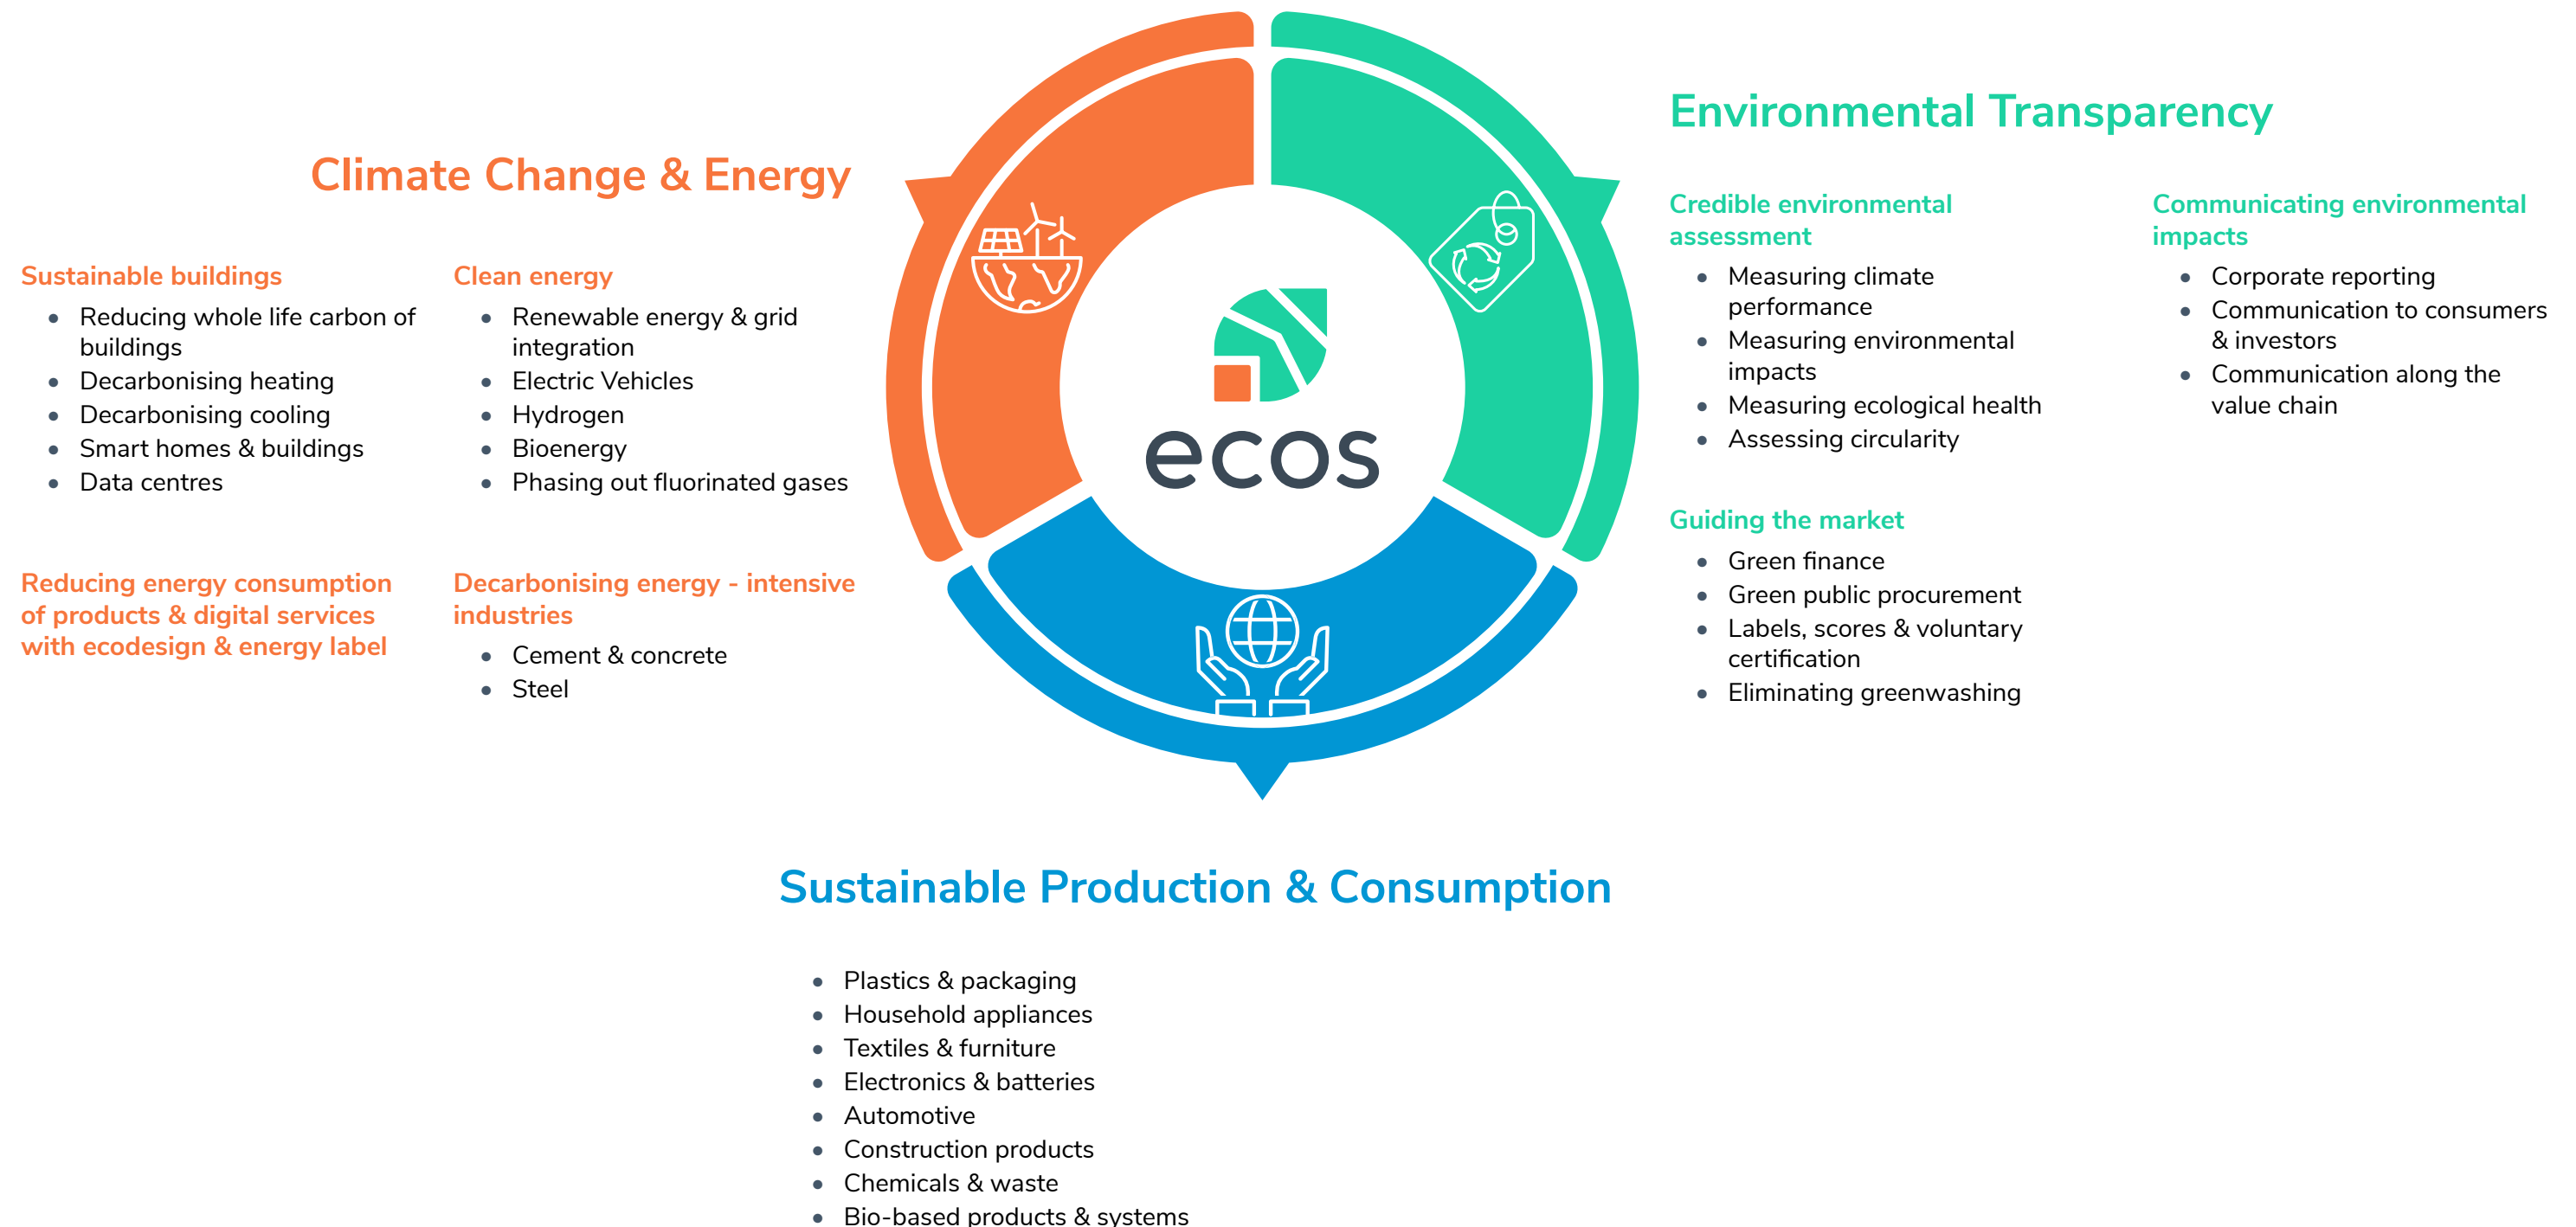 Climate Change & Energy
Sustainable buildings
Reducing whole life carbon of
buildings
Decarbonising heating
Decarbonising cooling
Smart homes & buildings
Data centres
Clean energy
Renewable energy & grid
integration
Electric Vehicles
Hydrogen
Bioenergy
Phasing out fluorinated gases
Reducing energy consumption
of products & digital services
with ecodesign & energy label
Decarbonising energy - intensive
industries
Cement & concrete
Steel
ecos
Environmental Transparency
Credible environmental
assessment
Measuring climate
performance
Measuring environmental
impacts
Measuring ecological health
Assessing circularity
Communicating environmental
impacts
Corporate reporting
Communication to consumers
& investors
Communication along the
value chain
Guiding the market
Green finance
Green public procurement
Labels, scores & voluntary
certification
Eliminating greenwashing
Sustainable Production & Consumption
Plastics & packaging
Household appliances
Textiles & furniture
Electronics & batteries
Automotive
Construction products
Chemicals & waste
Bio-based products & systems